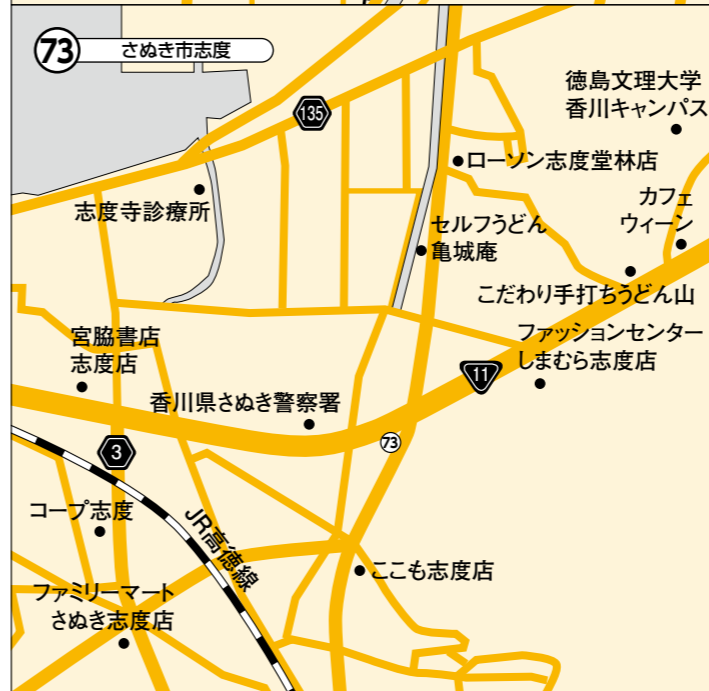 73 さぬき市志度
135
徳島文理大学
香川キャンパス
ローソン志度堂林店
志度寺診療所
カフェ
ウィーン
セルフうどん
亀城庵
こだわり手打ちうどん山
宮脇書店
志度店
ファッションセンター
しまむら志度店
11
香川県さぬき警察署
73
3
コープ志度
JR高徳線
ここも志度店
ファミリーマート
さぬき志度店